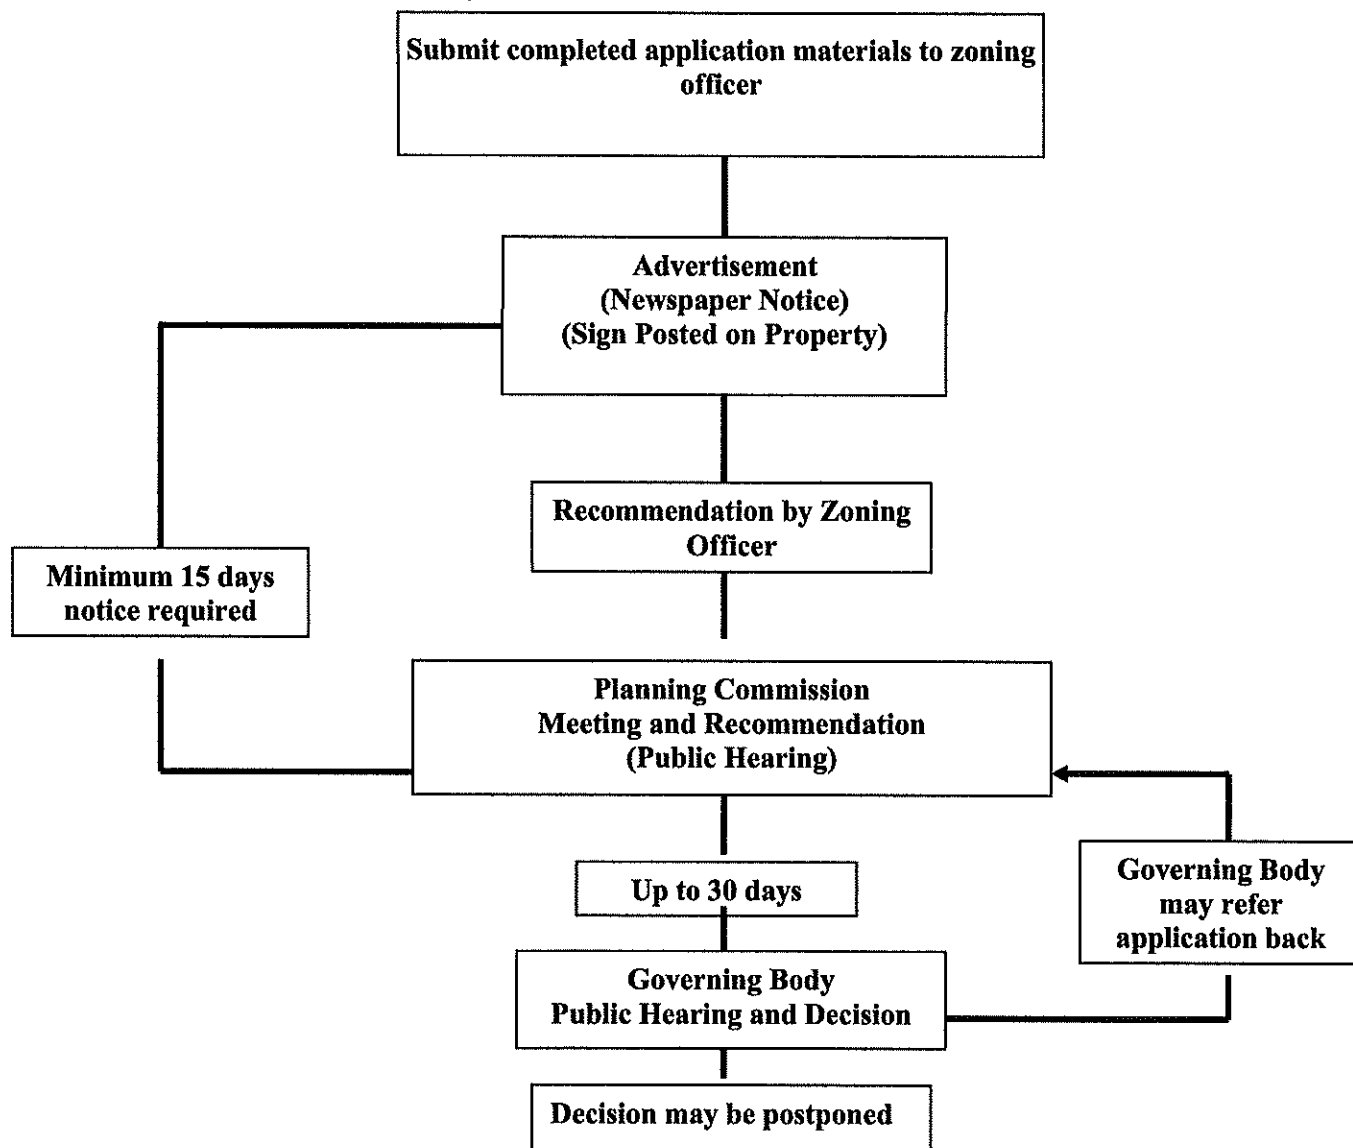 Submit completed application materials to zoning
officer
Advertisement
(Newspaper Notice)
(Sign Posted on Property)
Recommendation by Zoning
Officer
Minimum 15 days
notice required
Planning Commission
Meeting and Recommendation
(Public Hearing)
Up to 30 days
Governing Body
may refer
application back
Governing Body
Public Hearing and Decision
Decision may be postponed